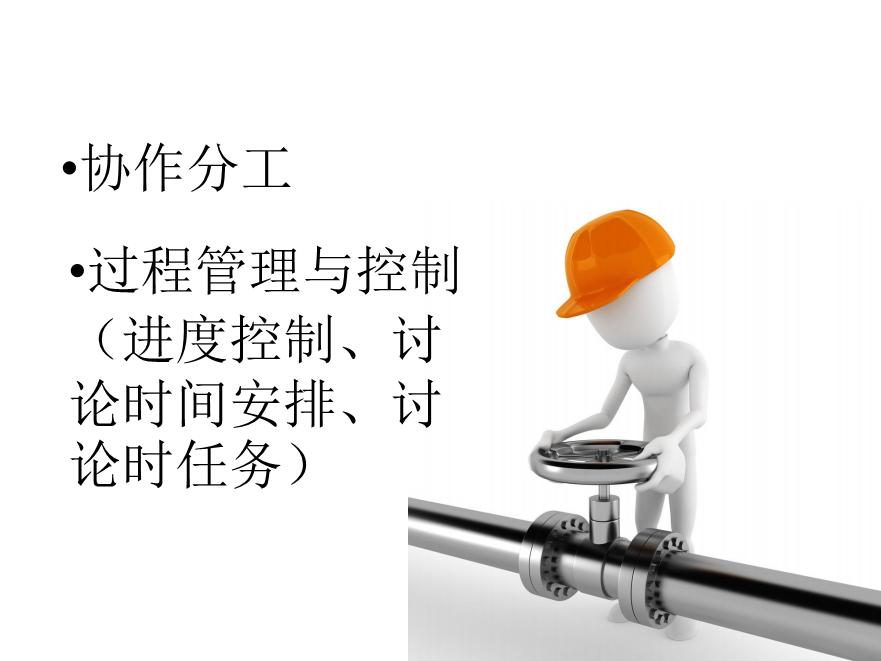 •协作分工
•过程管理与控制
（进度控制、讨
论时间安排、讨
论时任务）